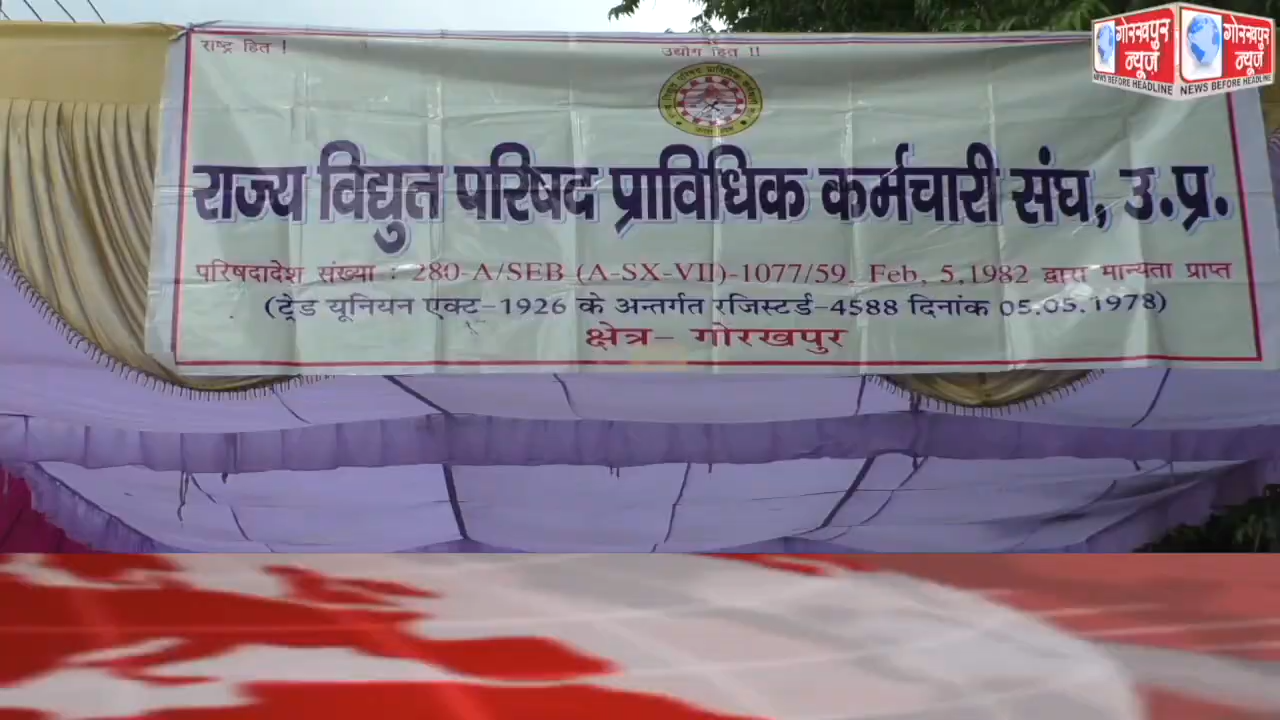 राष्ट्र हित !
उद्योग हित !!
राज्य विद्युत परिषद प्राविधिक कर्मचारी संघ, उ.प्र.
परिषदादेश संख्या : 280-A/SEB (A-SX-VII)-1077/59, Feb, 5,1982 द्वारा मान्यता प्राप्त
(ट्रेड यूनियन एक्ट-1926 के अन्तर्गत रजिस्टर्ड-4588 दिनांक 05.05.1978)
क्षेत्र- गोरखपुर
गोरखपुर न्यूज़
NEWS BEFORE HEADLINE
गोरखपुर न्यूज़
NEWS BEFORE HEADLINE